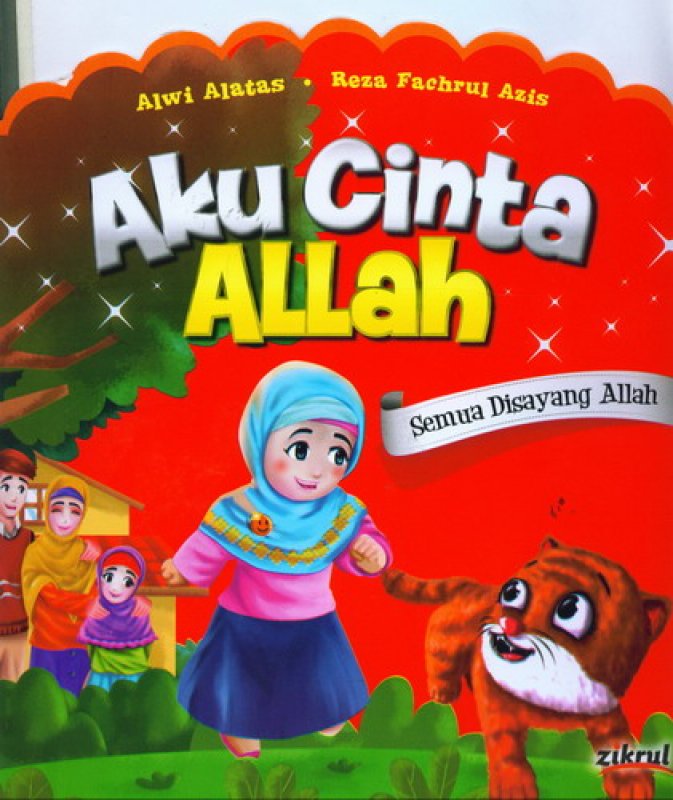 Alwi Alatas • Reza Fachrul Azis
Aku Cinta
ALLah
Semua Disayang Allah
zikrul